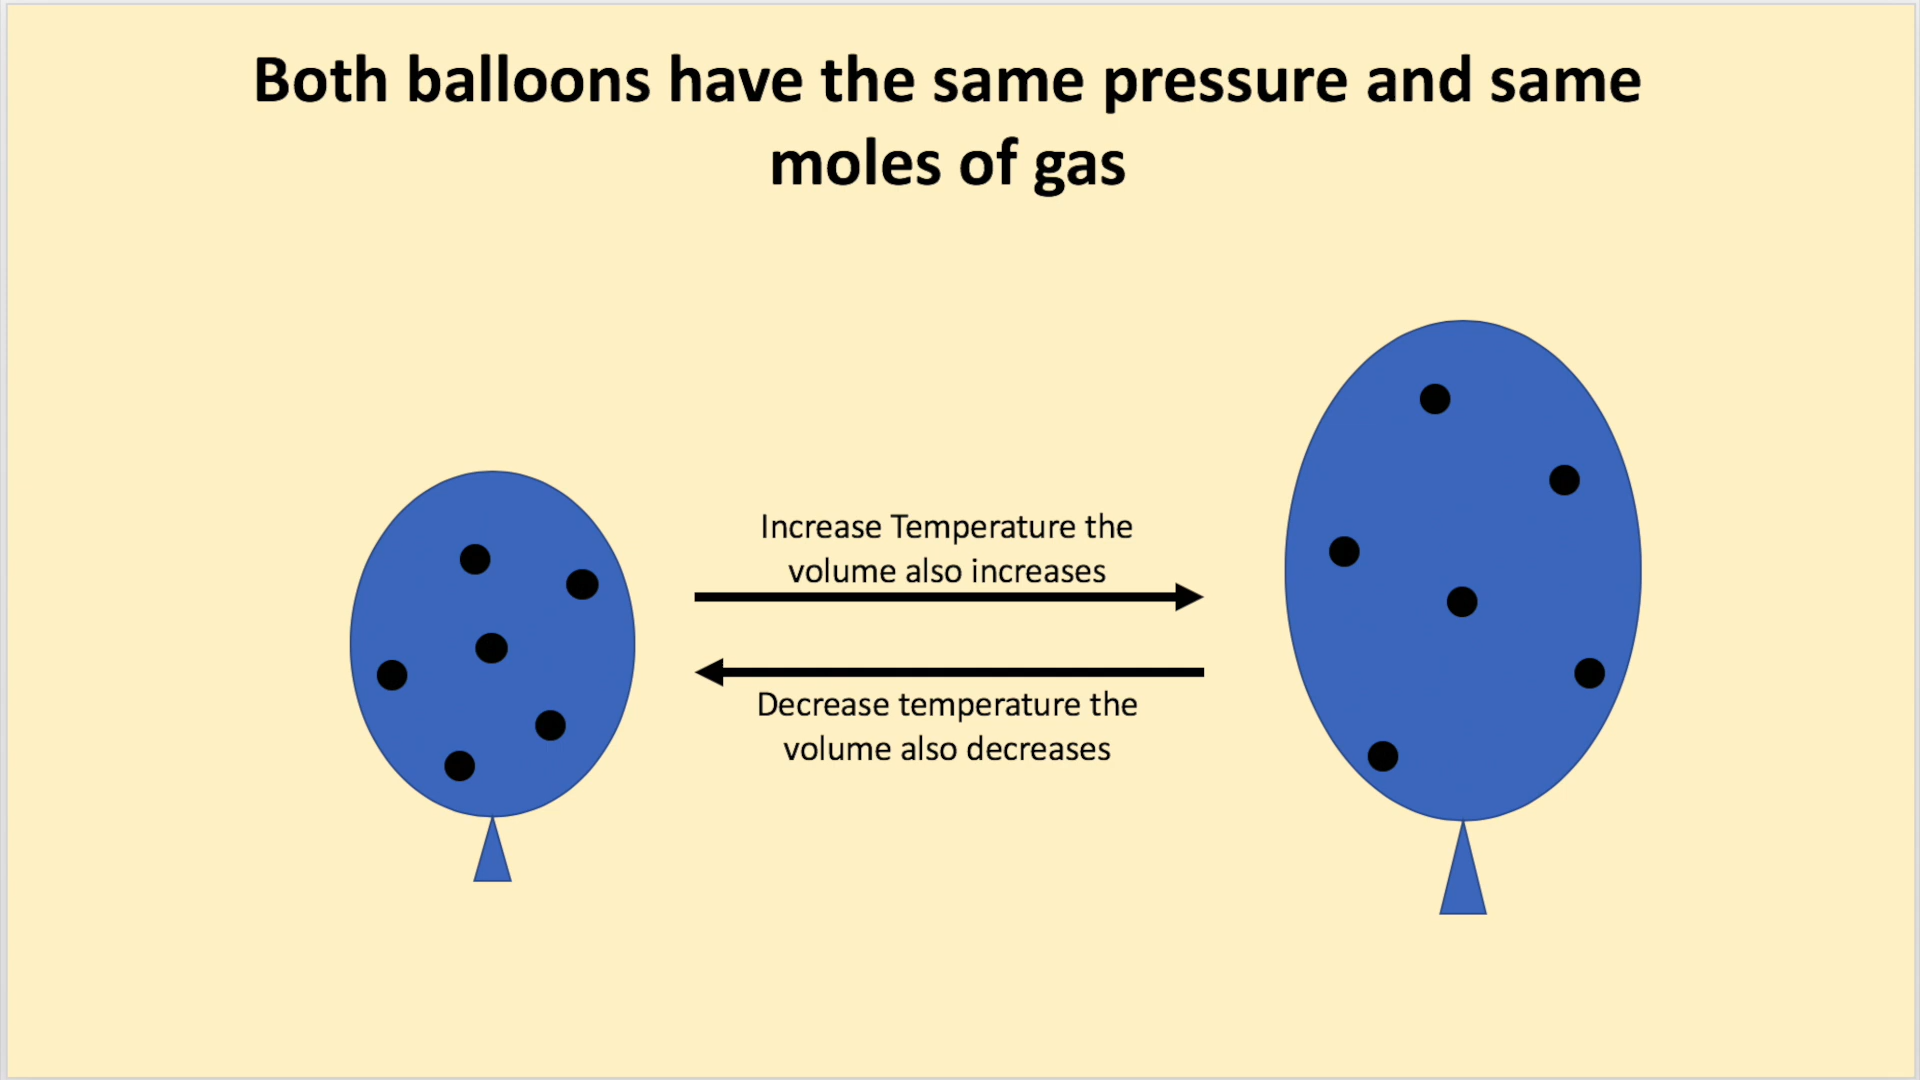 Both balloons have the same pressure and same
moles of gas
Increase Temperature the
volume also increases
Decrease temperature the
volume also decreases